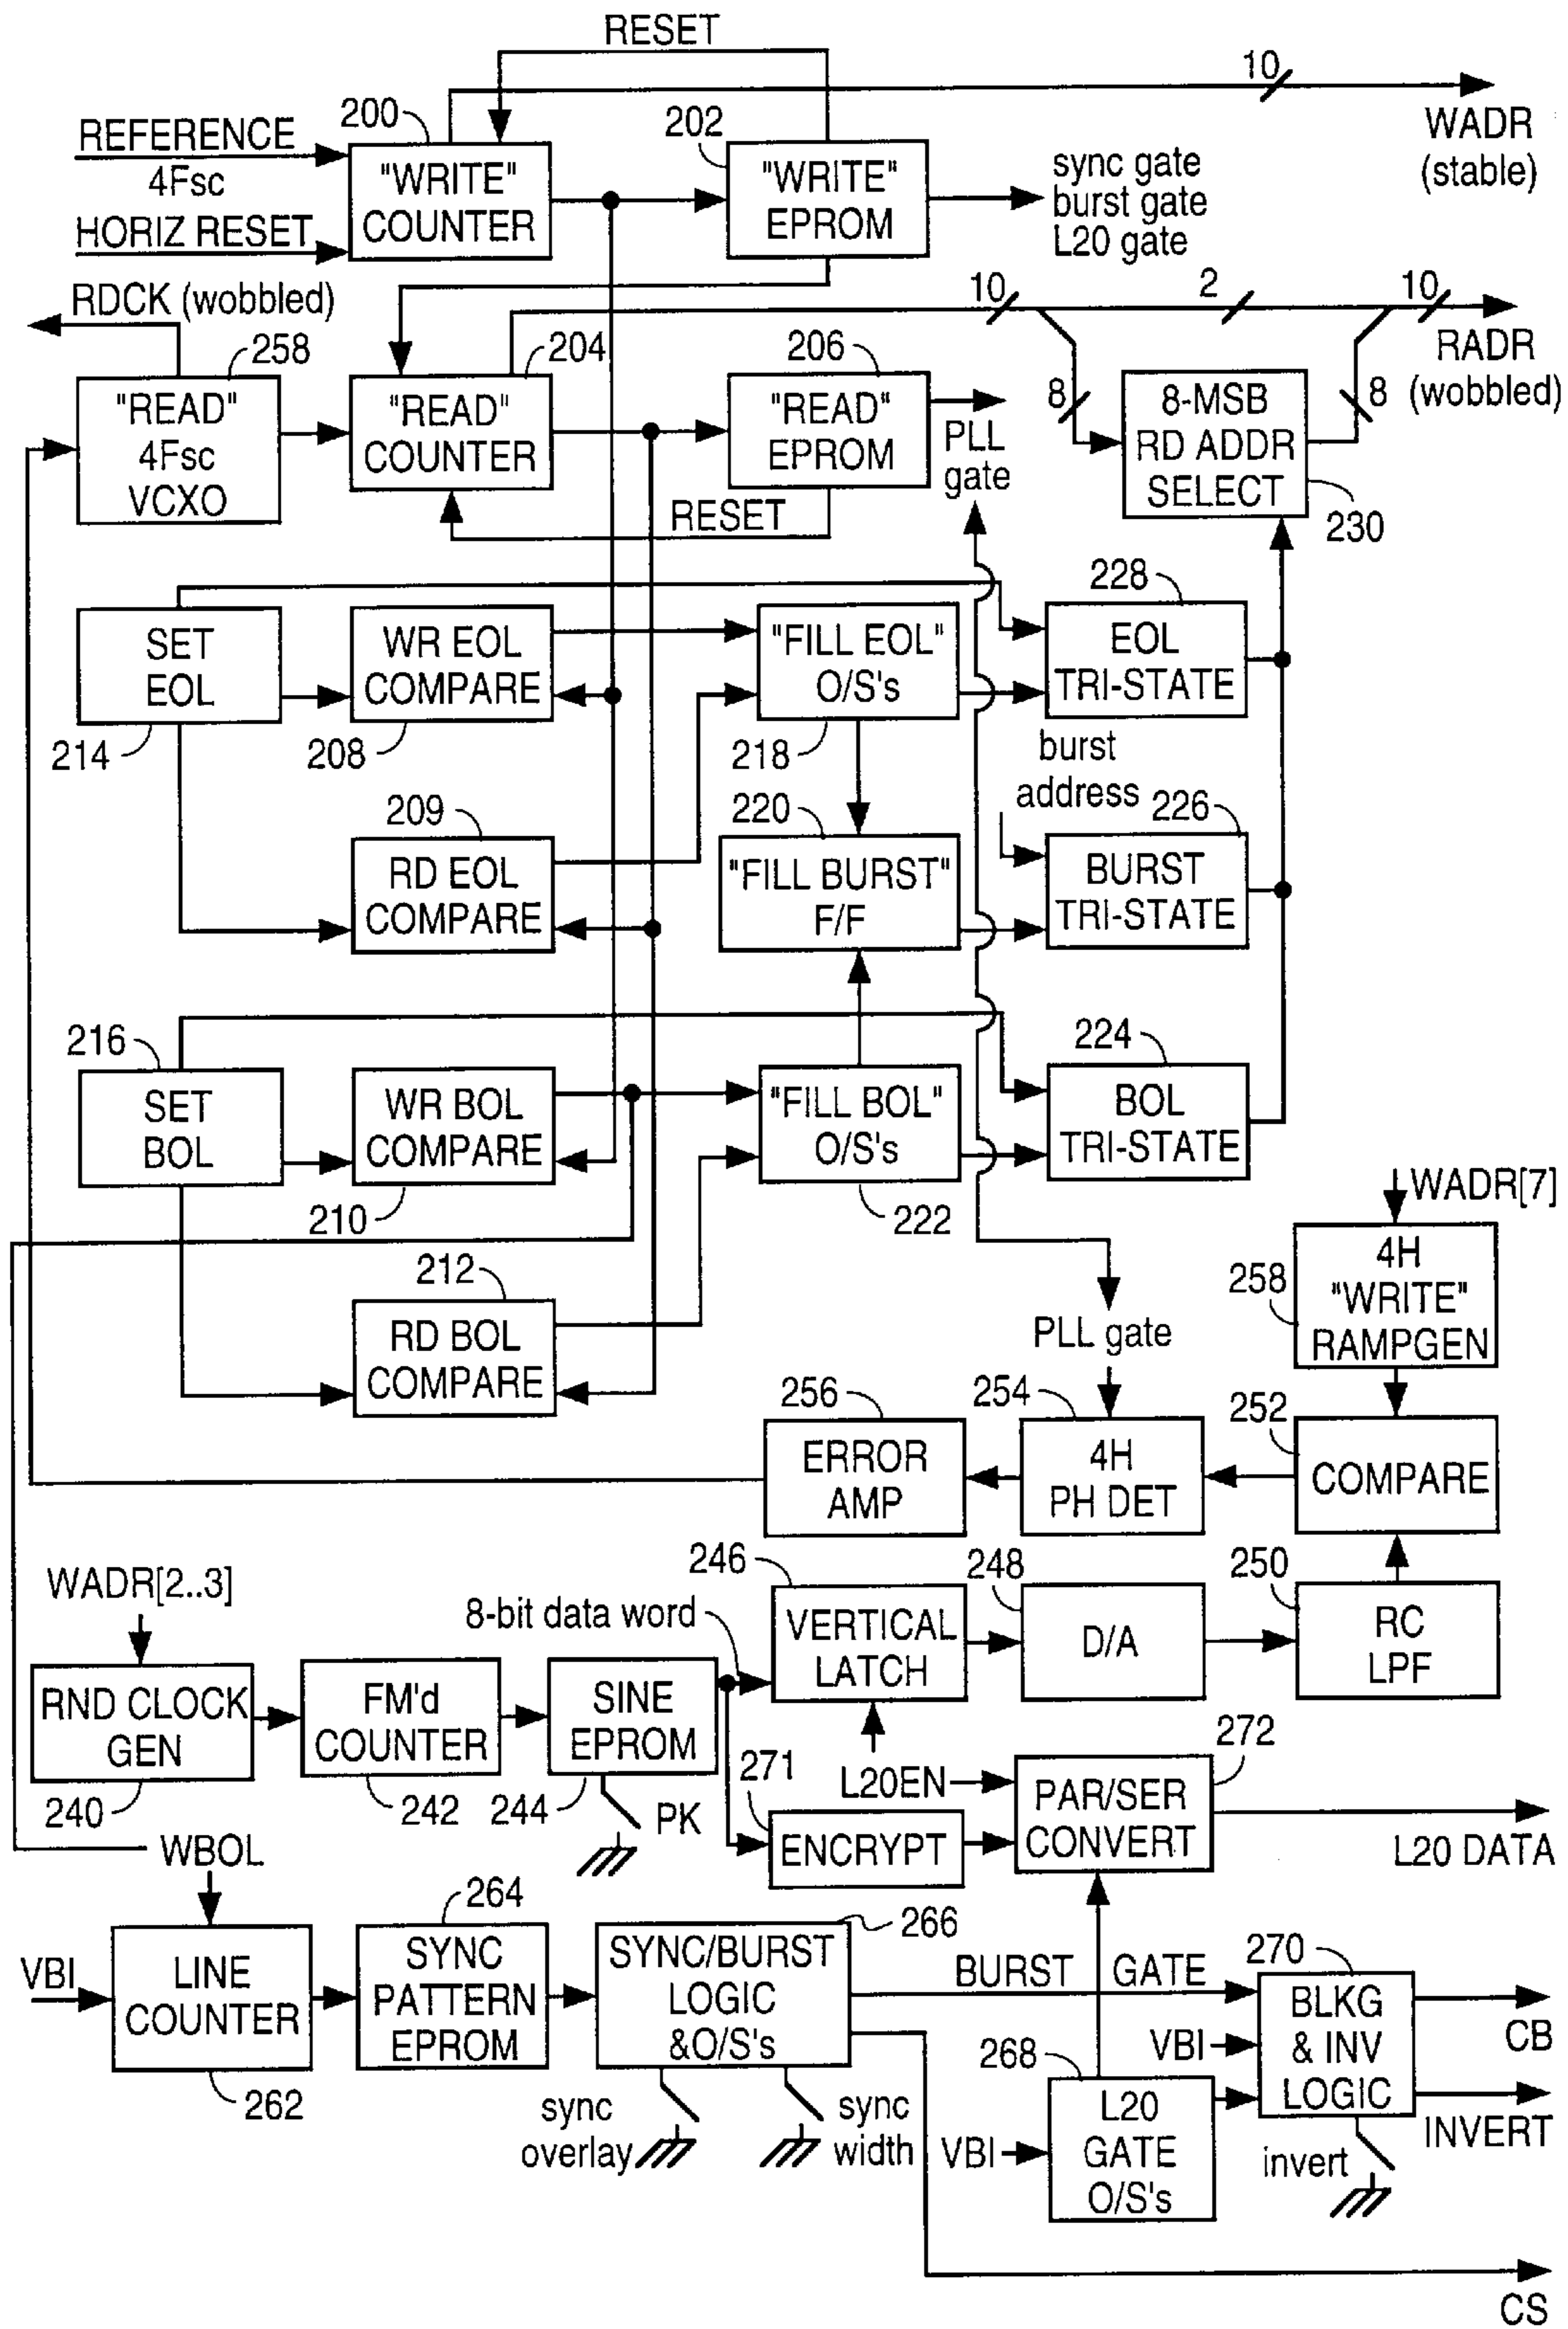 RESET
10
200
202
REFERENCE
4Fsc
HORIZ RESET
"WRITE"
COUNTER
"WRITE"
EPROM
sync gate
burst gate
L20 gate
WADR
(stable)
RDCK (wobbled)
10
2
10
258
204
206
RADR
(wobbled)
"READ"
4Fsc
VCXO
"READ"
COUNTER
"READ"
EPROM
PLL
gate
8
8-MSB
RD ADDR
SELECT
8
RESET
230
228
SET
EOL
WR EOL
COMPARE
"FILL EOL"
O/S's
EOL
TRI-STATE
214
208
218
burst
address
209
220
226
RD EOL
COMPARE
"FILL BURST"
F/F
BURST
TRI-STATE
216
224
SET
BOL
WR BOL
COMPARE
"FILL BOL"
O/S's
BOL
TRI-STATE
210
222
WADR[7]
212
RD BOL
COMPARE
PLL gate
258
4H
"WRITE"
RAMPGEN
256
254
252
ERROR
AMP
4H
PH DET
COMPARE
WADR[2..3]
8-bit data word
246
248
250
VERTICAL
LATCH
D/A
RC
LPF
RND CLOCK
GEN
FM'd
COUNTER
SINE
EPROM
240
242
244
PK
271
L20EN
272
ENCRYPT
PAR/SER
CONVERT
L20 DATA
WBOL
264
266
VBI
LINE
COUNTER
SYNC
PATTERN
EPROM
SYNC/BURST
LOGIC
&O/S's
BURST GATE
270
BLKG
& INV
LOGIC
CB
VBI
268
262
sync
overlay
sync
width
VBI
L20
GATE
O/S's
invert
INVERT
CS